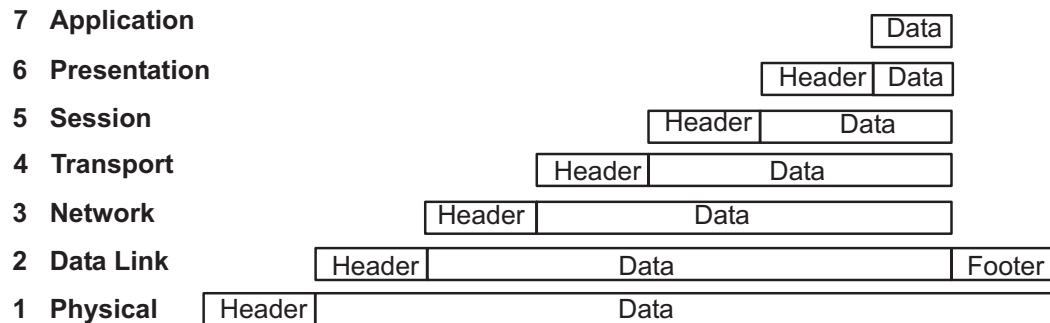 7 Application Data
6 Presentation Header Data
5 Session Header Data
4 Transport Header Data
3 Network Header Data
2 Data Link Header Data Footer
1 Physical Header Data